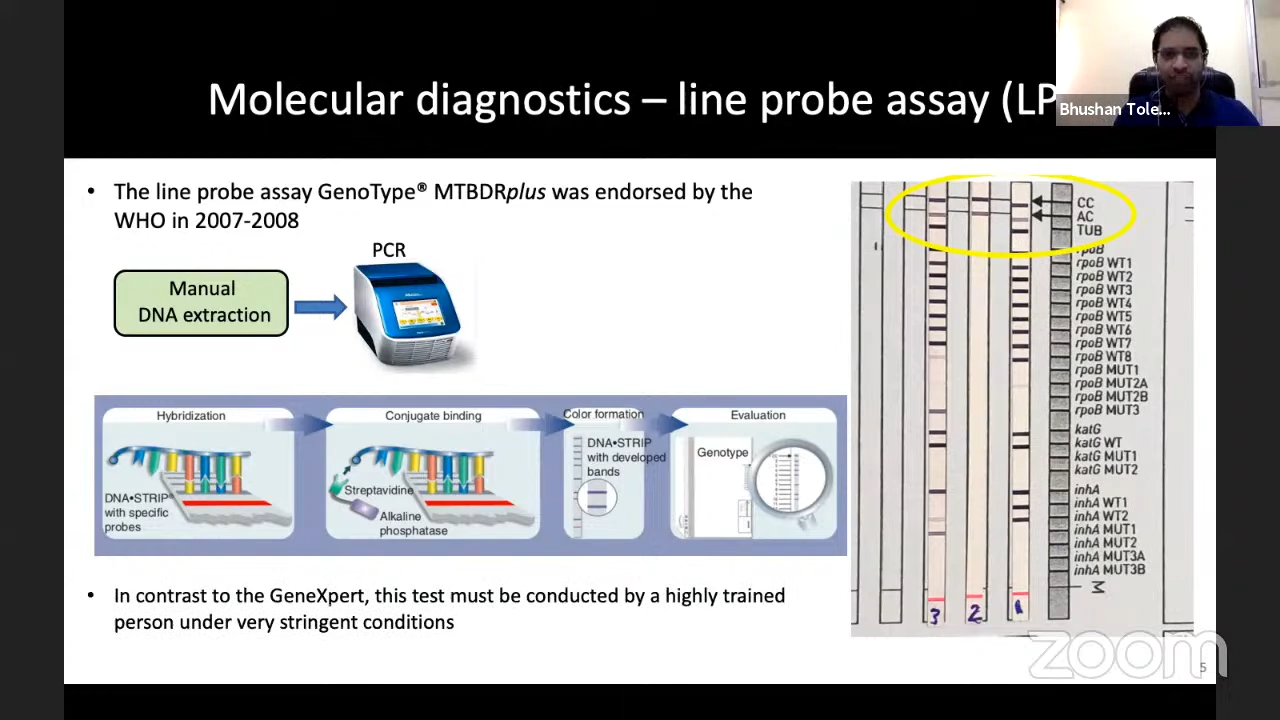 Molecular diagnostics – line probe assay (LP
Bhushan Tole...
• The line probe assay GenoType® MTBDRplus was endorsed by the
WHO in 2007-2008
PCR
Manual
DNA extraction
Hybridization
DNA•STRIP®
with specific
probes
Conjugate binding
Streptavidine
Alkaline
phosphatase
Color formation
DNA•STRIP
with developed
bands
Evaluation
Genotype
• In contrast to the GeneXpert, this test must be conducted by a highly trained
person under very stringent conditions
CC
AC
TUB
rpoB
rpoB WT1
rpoB WT2
rpoB WT3
rpoB WT4
rpoB WT5
rpoB WT6
rpoB WT7
rpoB WT8
rpoB MUT1
rpoB MUT2A
rpoB MUT2B
rpoB MUT3
katG
katG WT
katG MUT1
katG MUT2
inhA
inhA WT1
inhA WT2
inhA MUT1
inhA MUT2
inhA MUT3A
inhA MUT3B
M
3 2 1
zoom
5